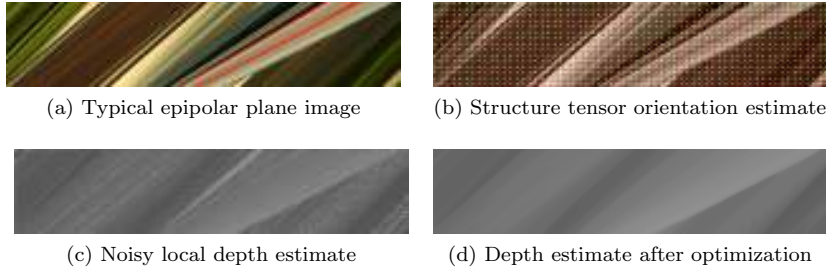 (a) Typical epipolar plane image
(b) Structure tensor orientation estimate
(c) Noisy local depth estimate
(d) Depth estimate after optimization